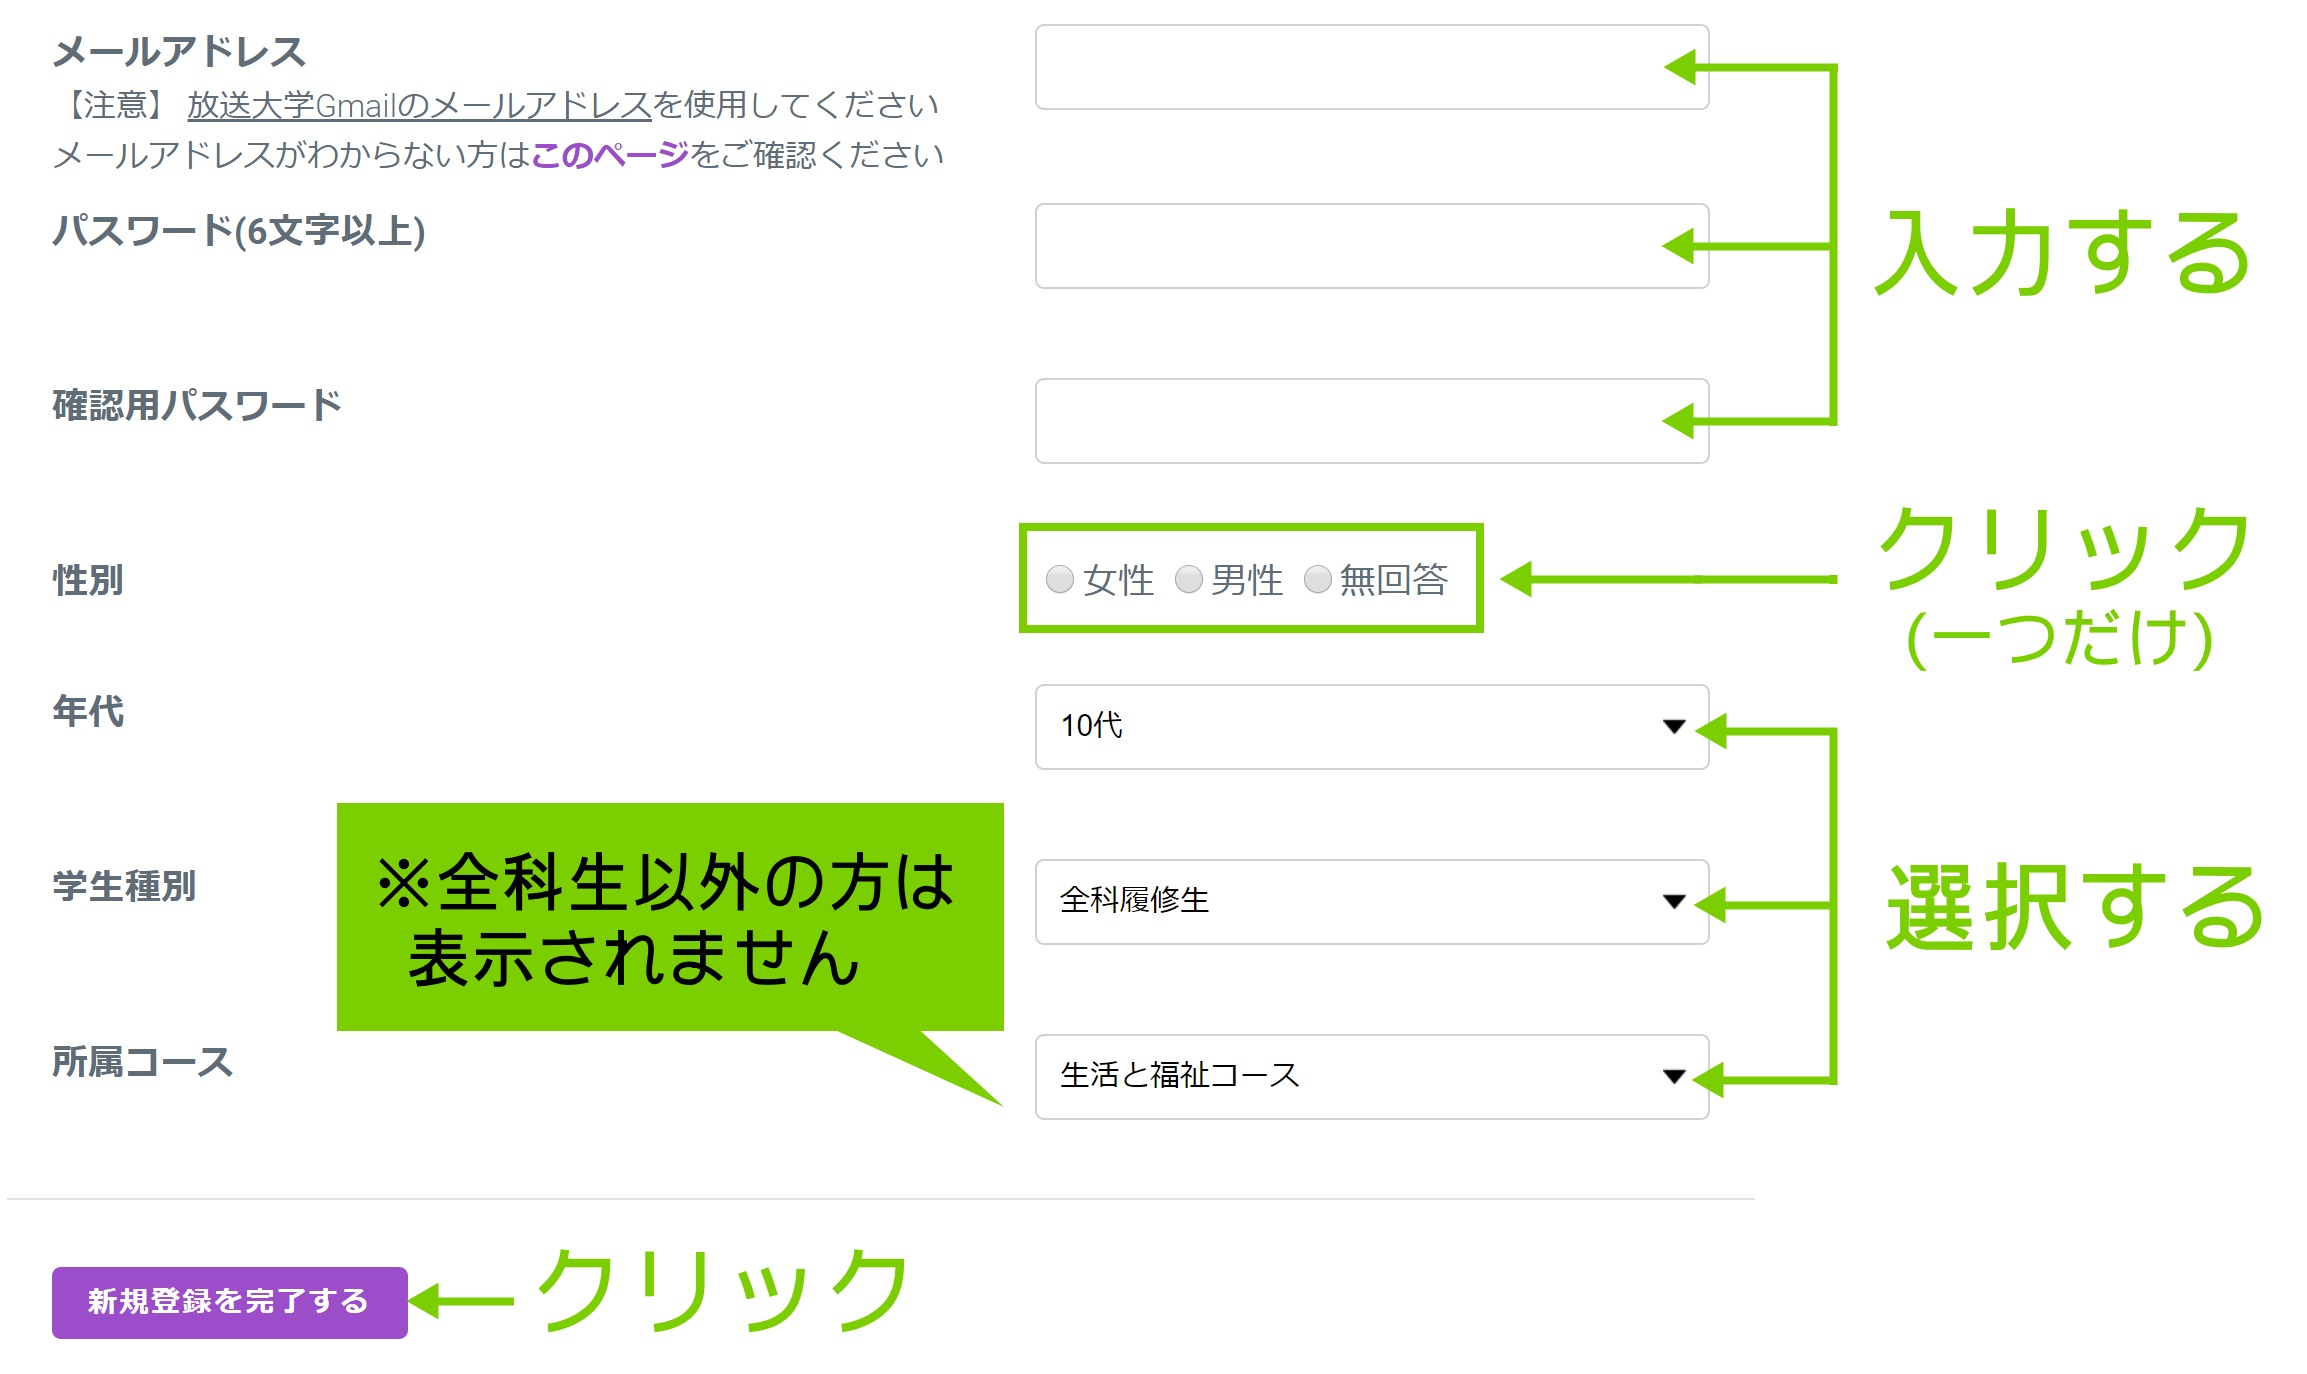 メールアドレス
【注意】 放送大学Gmailのメールアドレスを使用してください
メールアドレスがわからない方はこのページをご確認ください
パスワード(6文字以上)
入力する
確認用パスワード
性別
女性 男性 無回答
クリック
(一つだけ)
年代
10代
※全科生以外の方は
表示されません
学生種別
全科履修生
選択する
所属コース
生活と福祉コース
新規登録を完了する
クリック